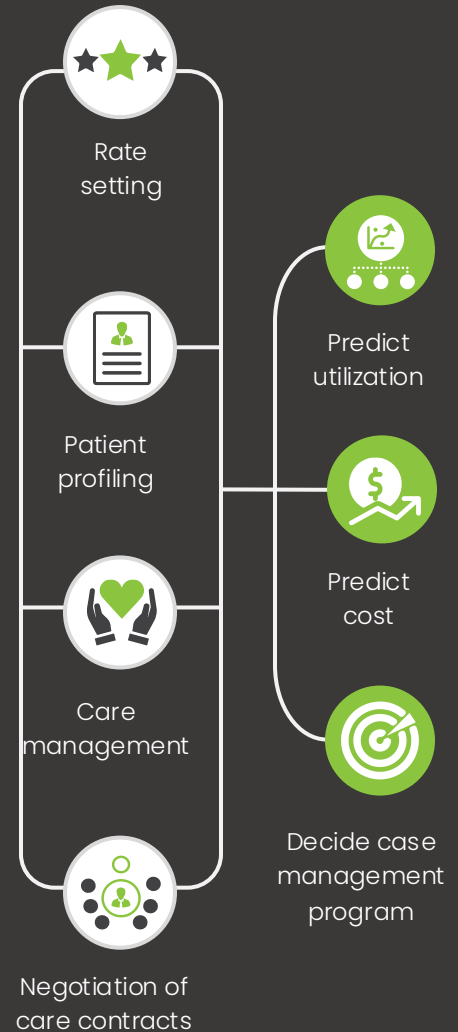 Rate
setting
Patient
profiling
Care
management
Negotiation of
care contracts
Predict
utilization
$
Predict
cost
Decide case
management
program